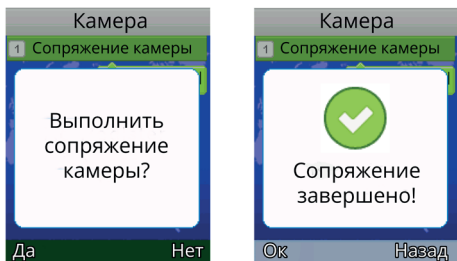 Камера
1 Сопряжение камеры
Выполнить
сопряжение
камеры?
Да Нет
Камера
1 Сопряжение камеры
Сопряжение
завершено!
Ок Назад